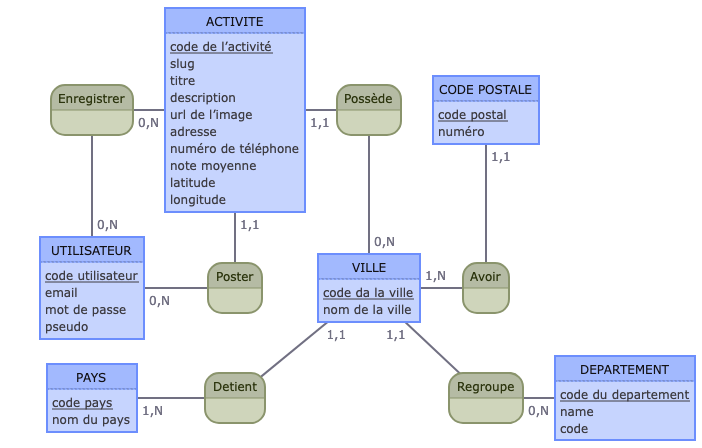 ACTIVITE
code de l'activité
slug
titre
description
url de l'image
adresse
numéro de téléphone
note moyenne
latitude
longitude
Enregistrer
0,N
0,N
1,1
Possède
0,N
CODE POSTALE
code postal
numéro
1,1
UTILISATEUR
code utilisateur
email
mot de passe
pseudo
1,1
0,N
Poster
VILLE
code da la ville
nom de la ville
1,N
Avoir
1,1
1,1
PAYS
code pays
nom du pays
1,N
Detient
Regroupe
0,N
DEPARTEMENT
code du departement
name
code